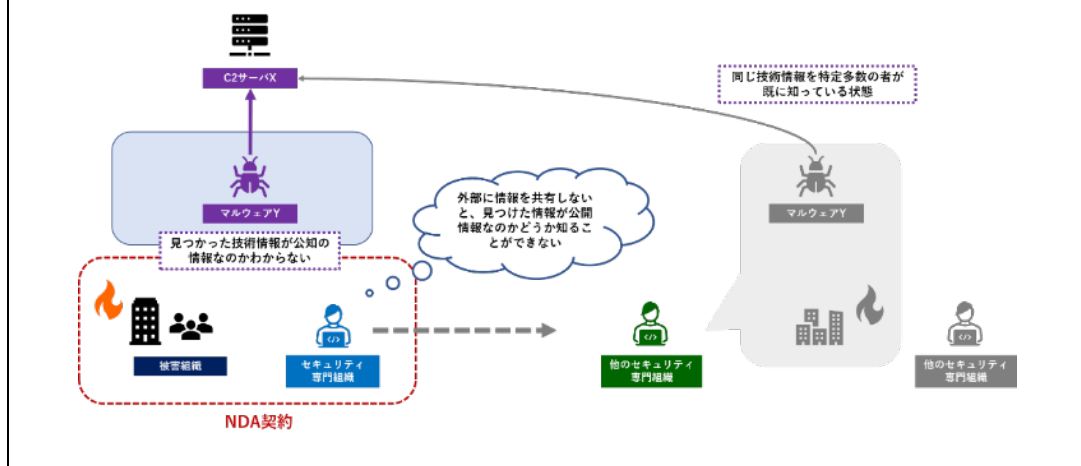 C2サーバX
同じ技術情報を特定多数の者が
既に知っている状態
マルウェアY
マルウェアY
外部に情報を共有しない
と、見つけた情報が公開
情報なのかどうか知るこ
とができない
見つかった技術情報が公知の
情報なのかわからない
被害組織
セキュリティ
専門組織
他のセキュリティ
専門組織
他のセキュリティ
専門組織
NDA契約